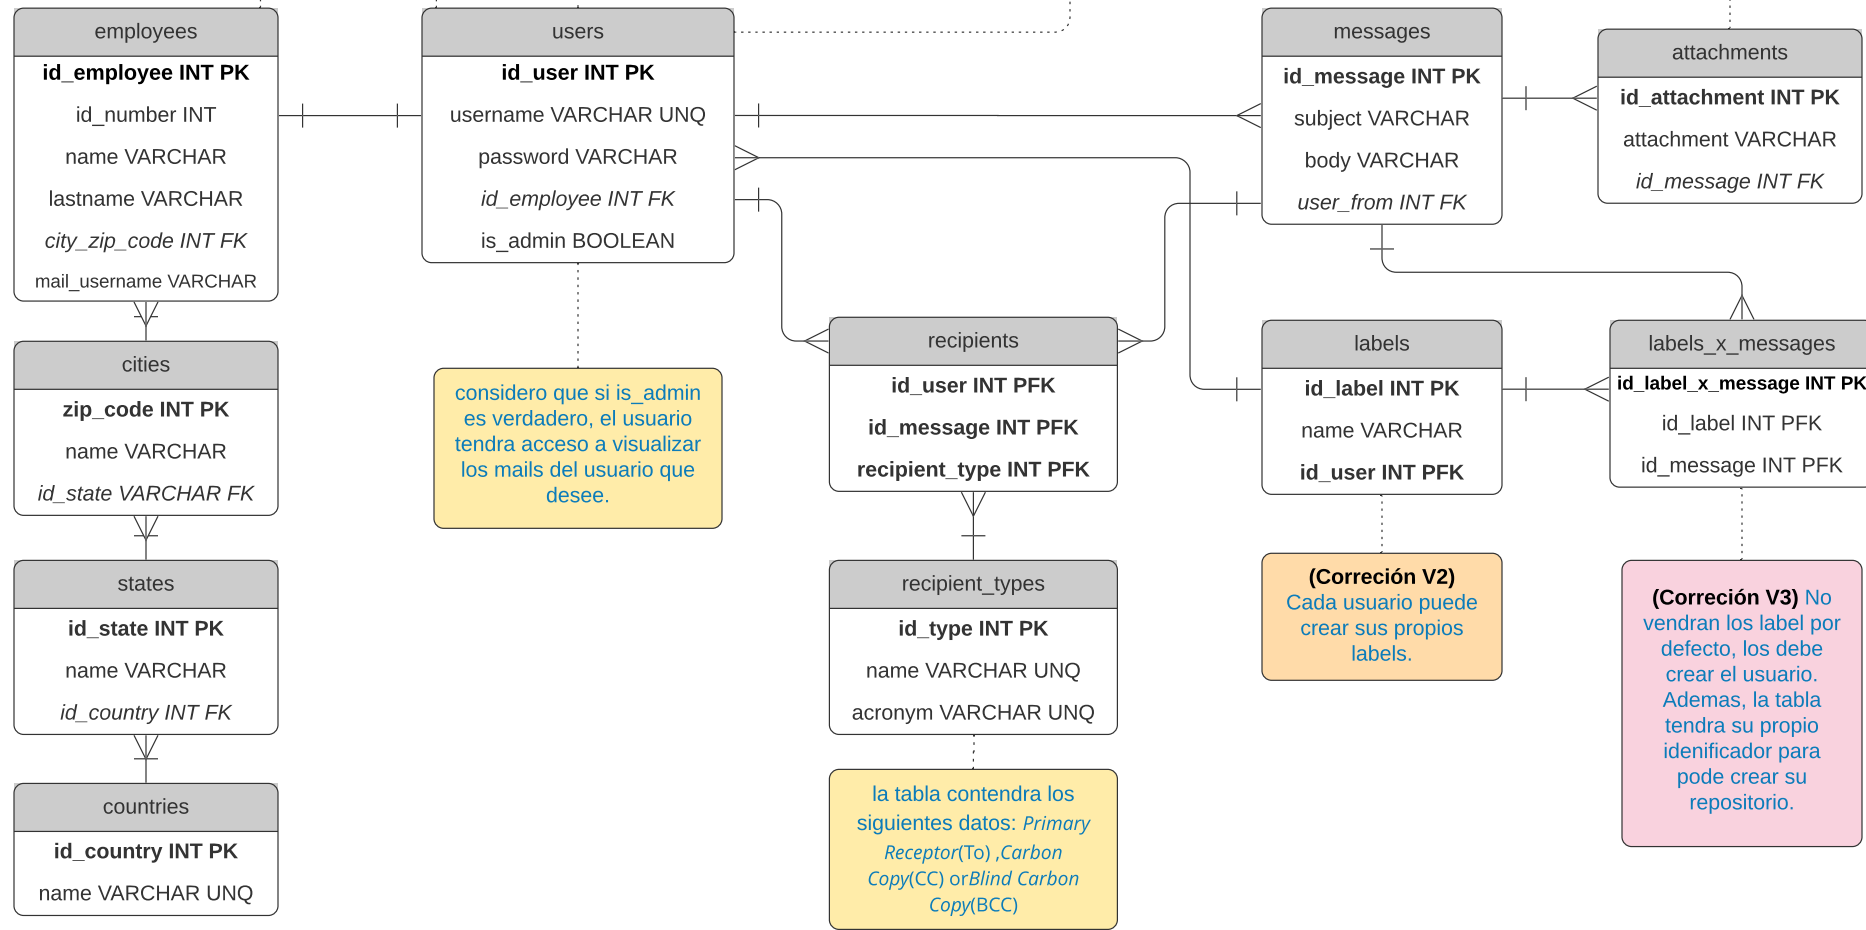 employees
id_employee INT PK
id_number INT
name VARCHAR
lastname VARCHAR
city_zip_code INT FK
mail_username VARCHAR
cities
zip_code INT PK
name VARCHAR
id_state VARCHAR FK
states
id_state INT PK
name VARCHAR
id_country INT FK
countries
id_country INT PK
name VARCHAR UNQ
users
id_user INT PK
username VARCHAR UNQ
password VARCHAR
id_employee INT FK
is_admin BOOLEAN
considero que si is_admin
es verdadero, el usuario
tendra acceso a visualizar
los mails del usuario que
desee.
recipients
id_user INT PFK
id_message INT PFK
recipient_type INT PFK
recipient_types
id_type INT PK
name VARCHAR UNQ
acronym VARCHAR UNQ
la tabla contendra los
siguientes datos: Primary
Receptor(To) ,Carbon
Copy(CC) orBlind Carbon
Copy(BCC)
messages
id_message INT PK
subject VARCHAR
body VARCHAR
user_from INT FK
attachments
id_attachment INT PK
attachment VARCHAR
id_message INT FK
labels
id_label INT PK
name VARCHAR
id_user INT PFK
(Correción V2)
Cada usuario puede
crear sus propios
labels.
labels_x_messages
id_label_x_message INT PK
id_label INT PFK
id_message INT PFK
(Correción V3) No
vendran los label por
defecto, los debe
crear el usuario.
Ademas, la tabla
tendra su propio
idenificador para
pode crear su
repositorio.